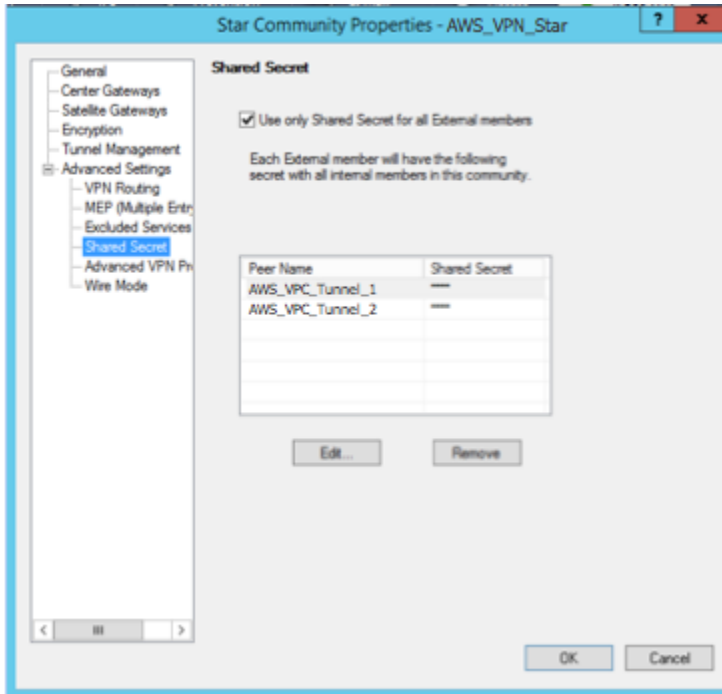 Star Community Properties - AWS_VPN_Star
?
x
General
Center Gateways
Satellite Gateways
Encryption
Tunnel Management
Advanced Settings
VPN Routing
MEP (Multiple Entry
Excluded Services
Shared Secret
Advanced VPN Pr
Wire Mode
Shared Secret
Use only Shared Secret for all External members
Each External member will have the following
secret with all internal members in this community.
Peer Name Shared Secret
AWS_VPC_Tunnel_1 ****
AWS_VPC_Tunnel_2 ****
Edit... Remove
OK Cancel